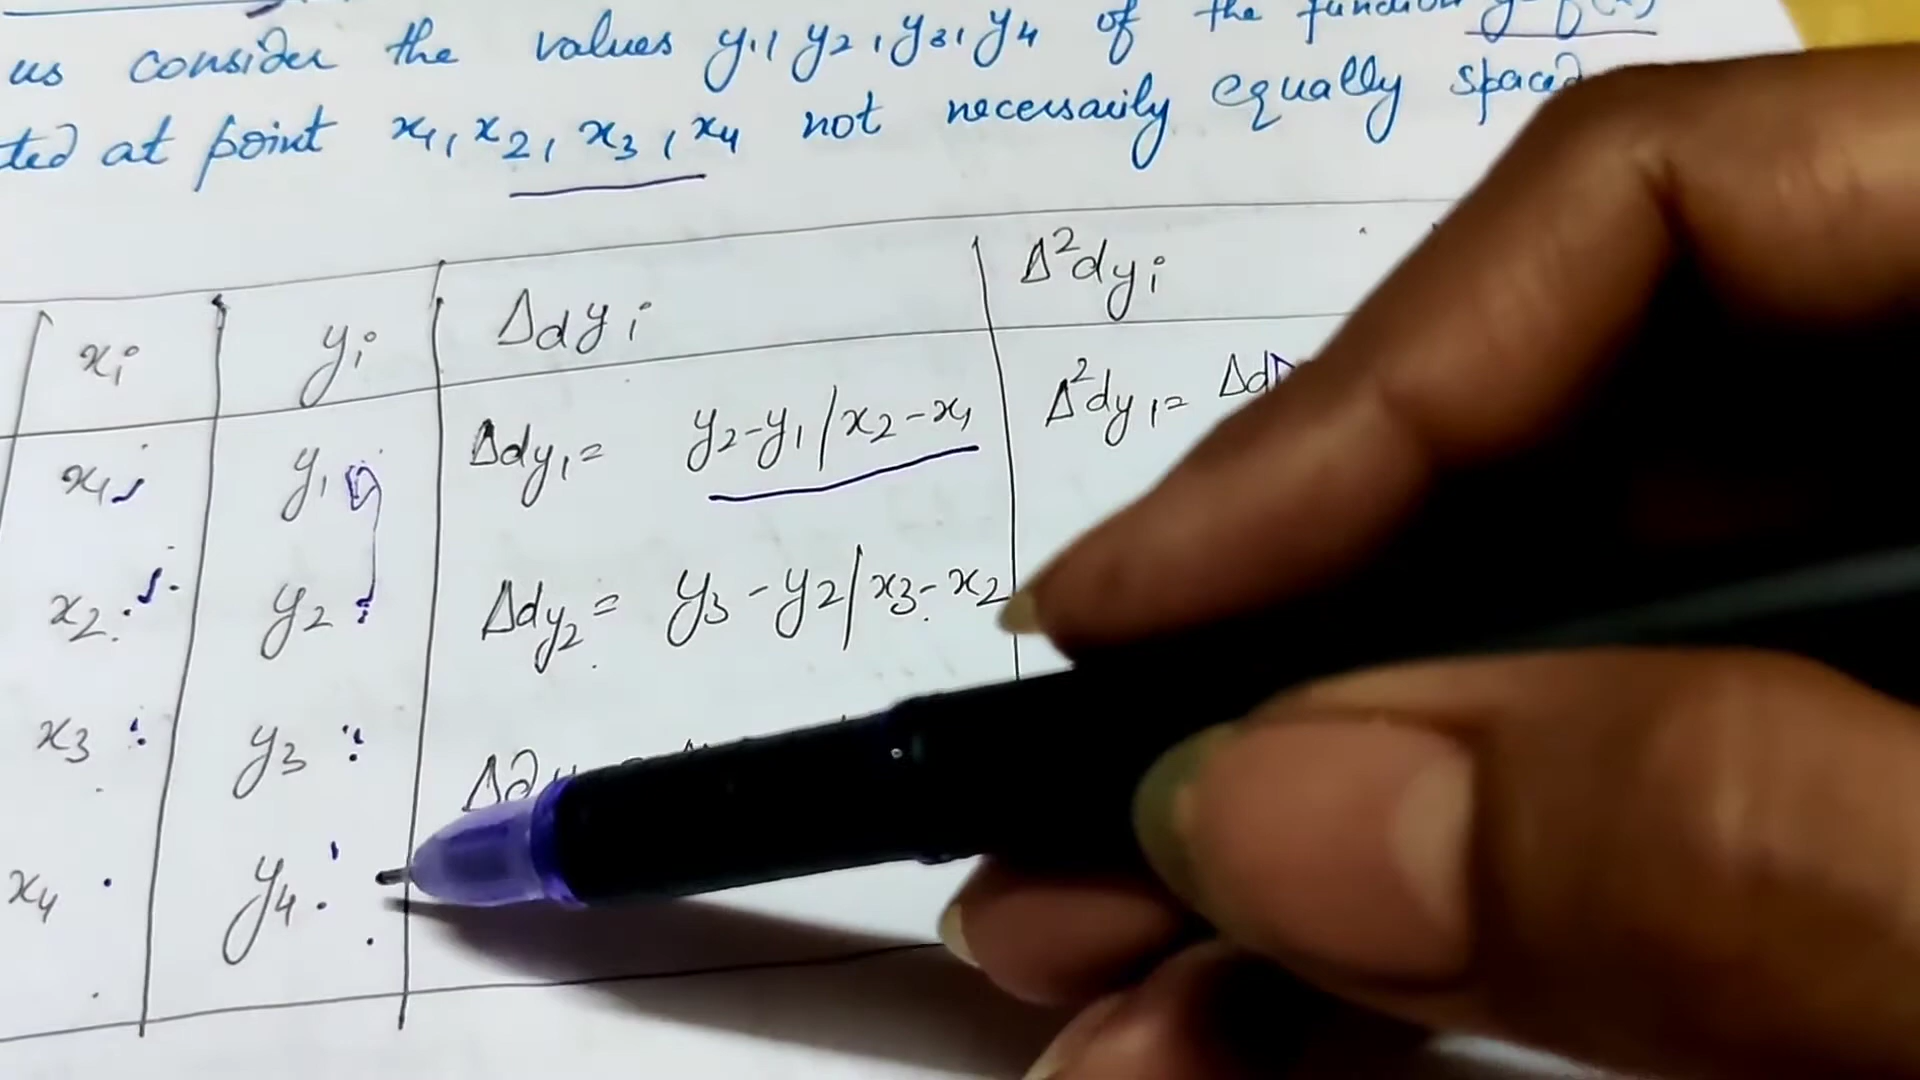 us consider the values y1, y2, y3, y4 of the function
ted at point x1, x2, x3, x4 not necessarily equally spaced
xi yi Δdyi Δ²dyi
x1 y1 Δdy1 = y2-y1/x2-x1 Δ²dy1 =
x2 y2 Δdy2 = y3-y2/x3-x2
x3 y3
x4 y4